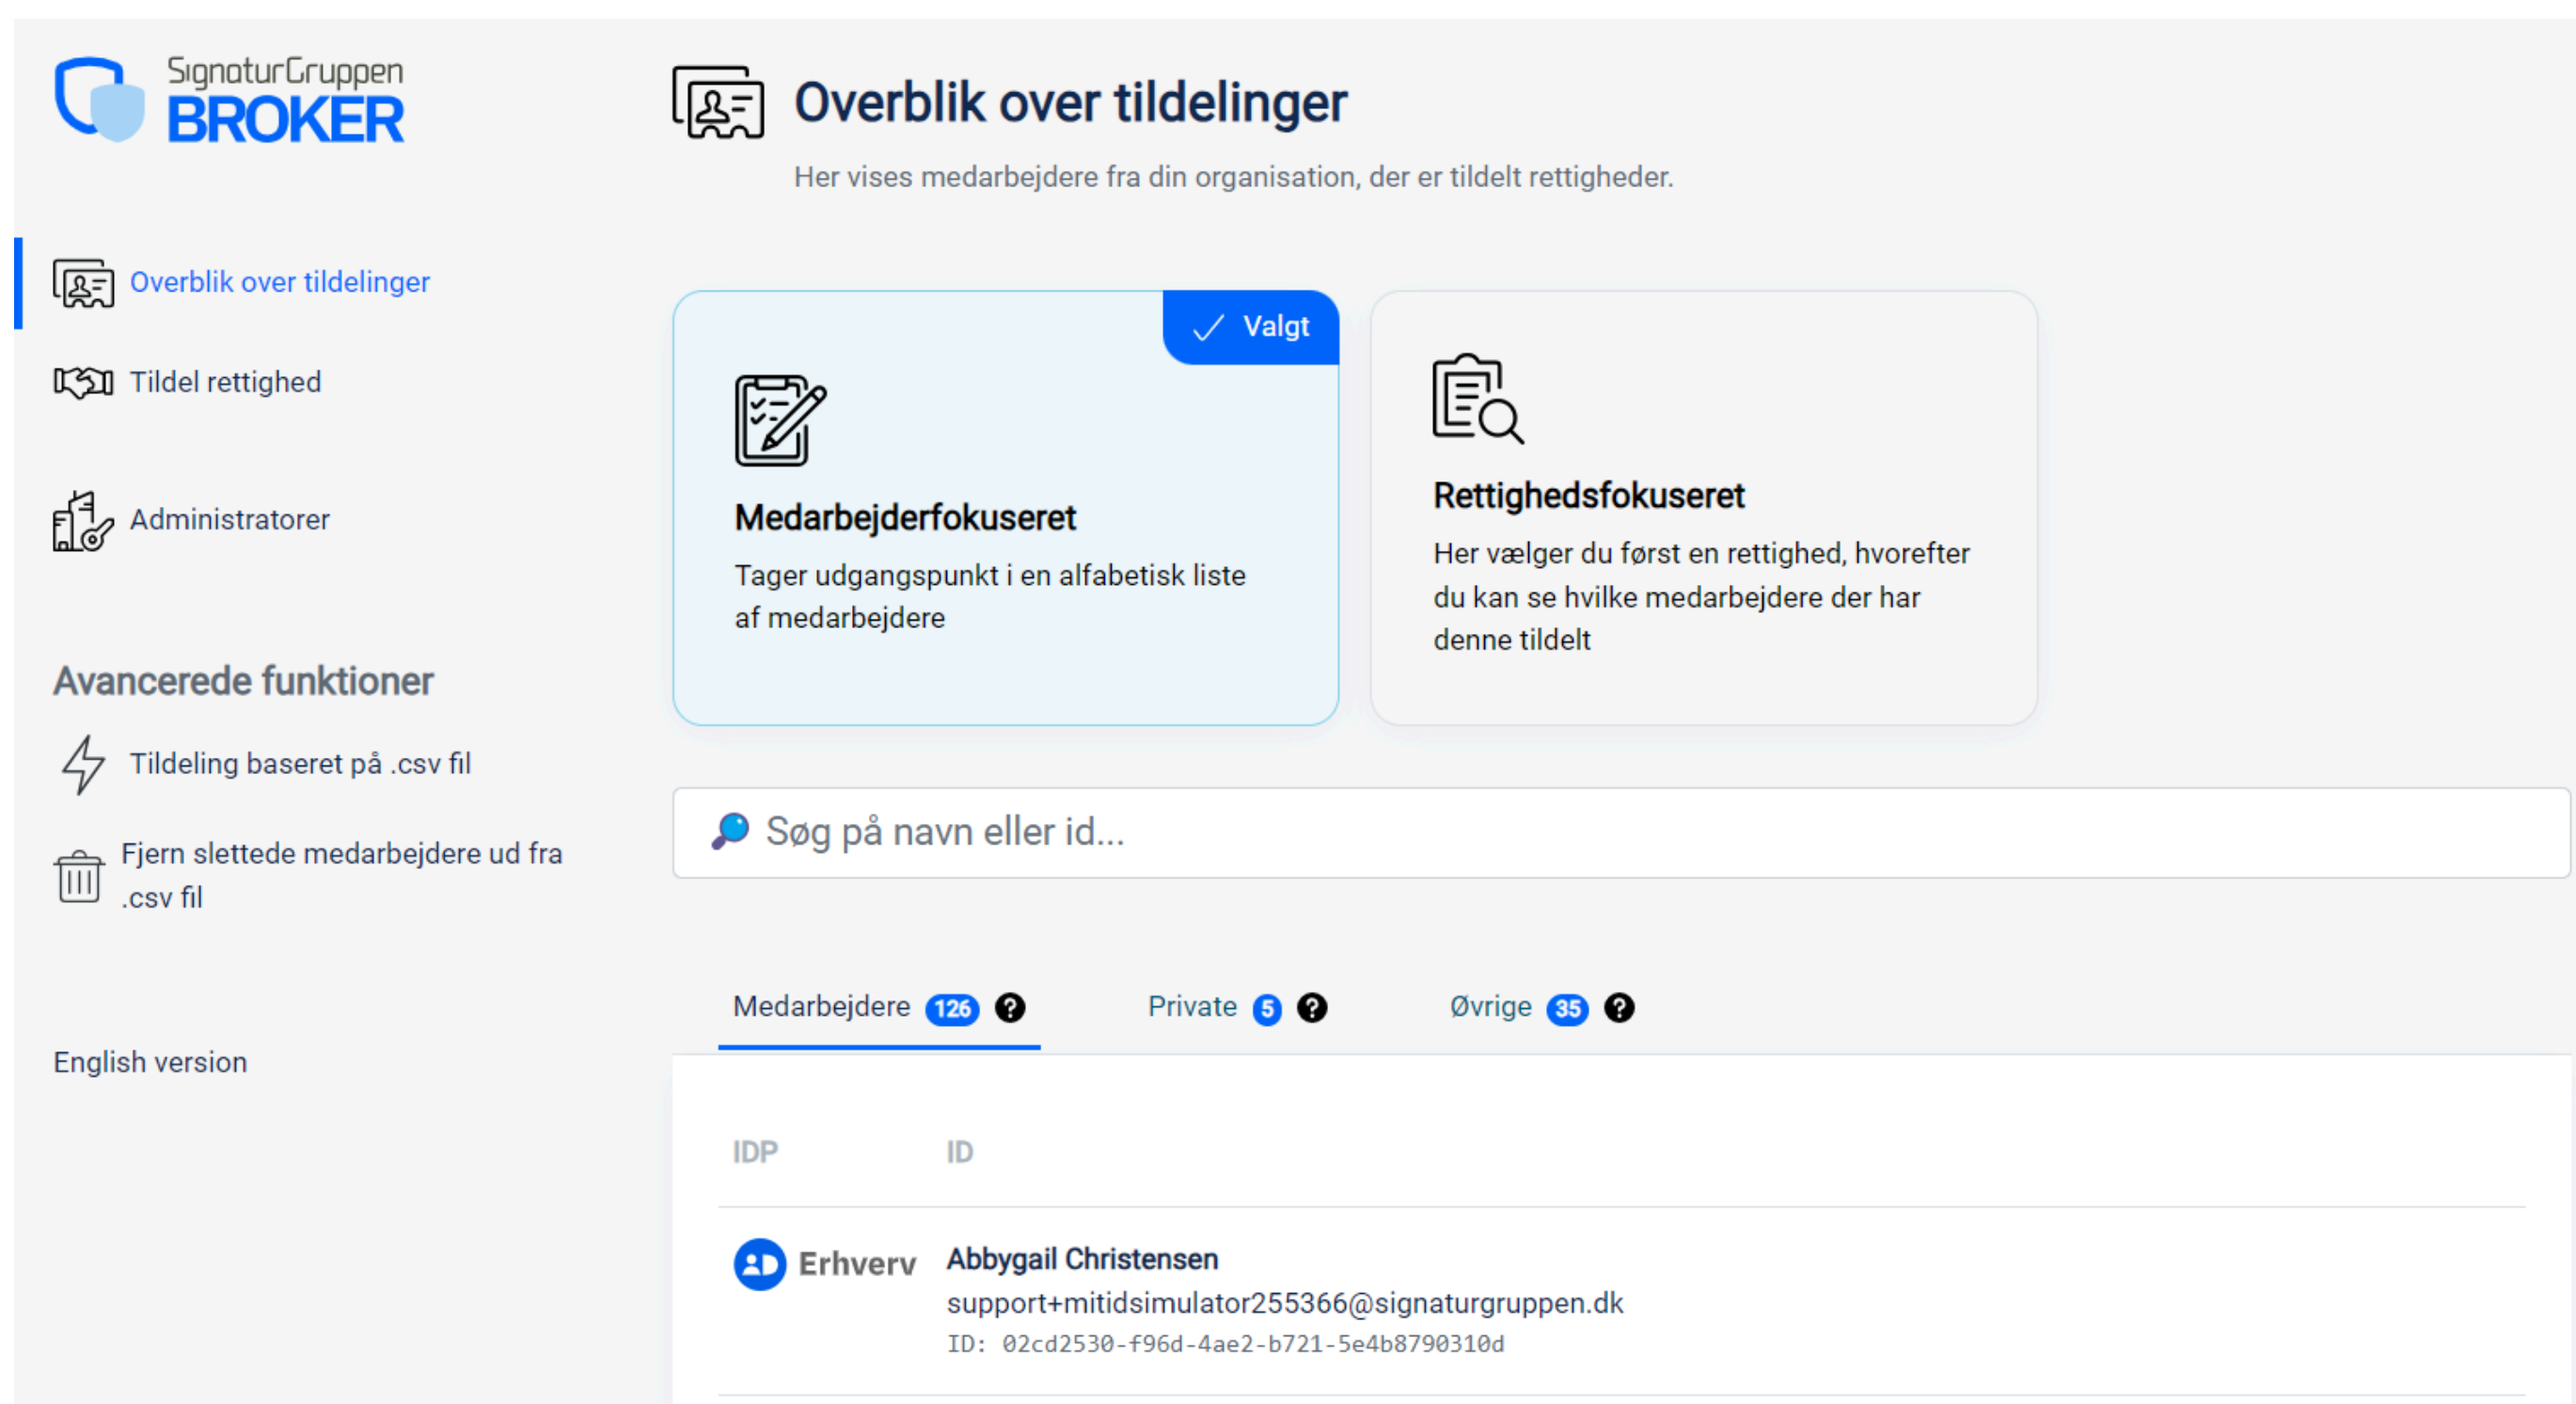 SignaturGruppen
BROKER
Overblik over tildelinger
Tildel rettighed
Administratorer
Avancerede funktioner
Tildeling baseret på .csv fil
Fjern slettede medarbejdere ud fra
.csv fil
English version
Overblik over tildelinger
Her vises medarbejdere fra din organisation, der er tildelt rettigheder.
Valgt
Medarbejderfokuseret
Tager udgangspunkt i en alfabetisk liste
af medarbejdere
Rettighedsfokuseret
Her vælger du først en rettighed, hvorefter
du kan se hvilke medarbejdere der har
denne tildelt
Søg på navn eller id...
Medarbejdere 126 ? Private 5 ? Øvrige 35 ?
IDP ID
Erhverv Abbygail Christensen
support+mitidsimulator255366@signaturgruppen.dk
ID: 02cd2530-f96d-4ae2-b721-5e4b8790310d